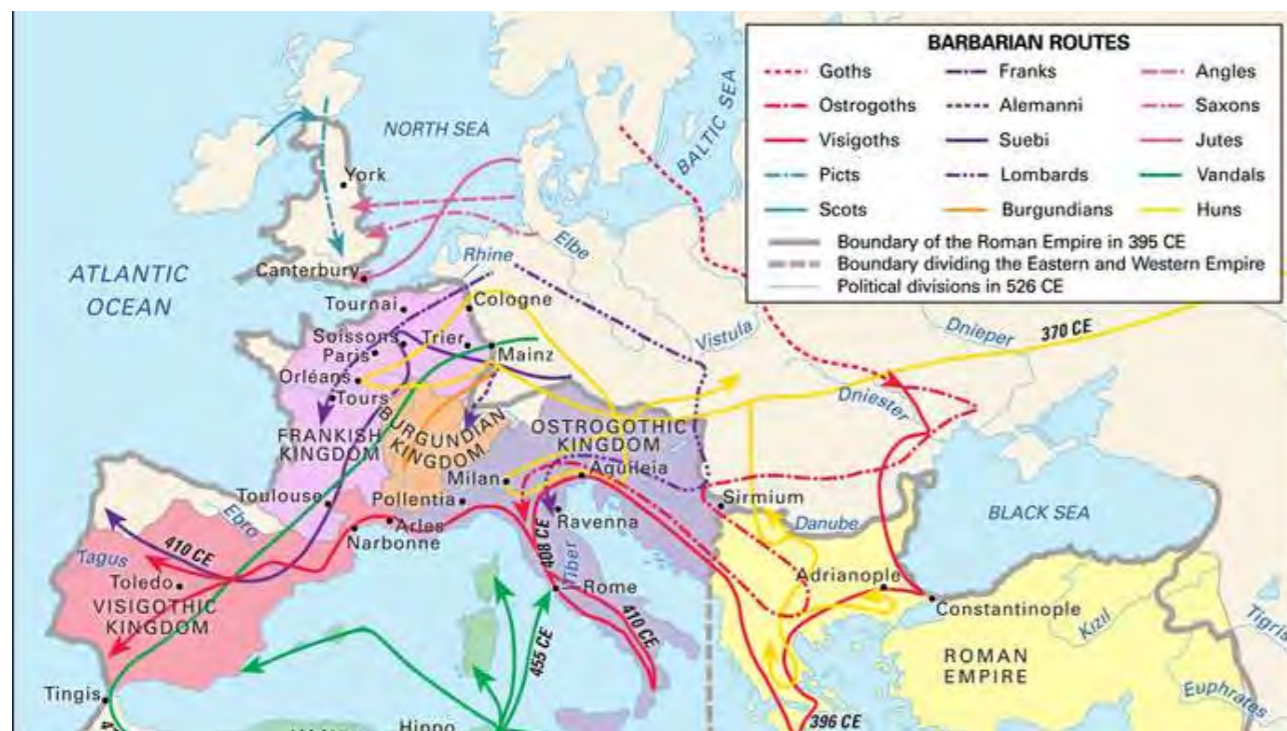 BARBARIAN ROUTES
Goths
Ostrogoths
Visigoths
Picts
Scots
Franks
Alemanni
Suebi
Lombards
Burgundians
Angles
Saxons
Jutes
Vandals
Huns
Boundary of the Roman Empire in 395 CE
Boundary dividing the Eastern and Western Empire
Political divisions in 526 CE
NORTH SEA
BALTIC SEA
York
ATLANTIC
OCEAN
Canterbury
Rhine
Elbe
Tournai
Cologne
Soissons
Trier
Paris
Mainz
Orléans
Tours
Vistula
Dnieper
370 CE
Dniester
FRANKISH
KINGDOM
BURGUNDIAN
KINGDOM
OSTROGOTHIC
KINGDOM
Milan
Aquileia
Toulouse
Pollentia
Sirmium
Ebro
Arles
Ravenna
Danube
BLACK SEA
Narbonne
408 CE
Tiber
410 CE
Tagus
Toledo
Rome
Adrianople
Constantinople
VISIGOTHIC
KINGDOM
410 CE
455 CE
Kızıl
Tigris
ROMAN
EMPIRE
Euphrates
Tingis
Hippo
396 CE